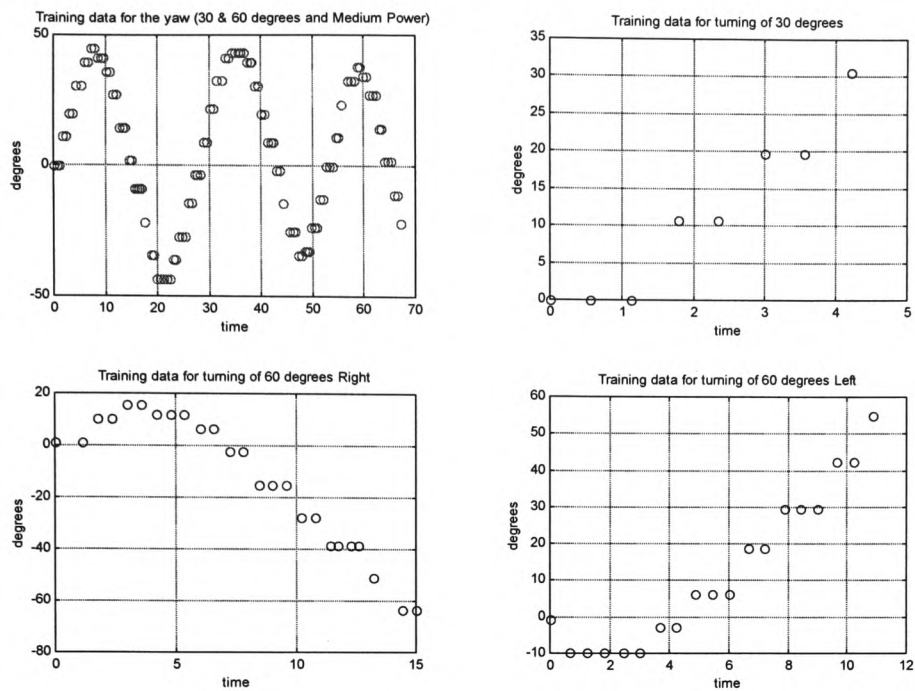 Training data for the yaw (30 & 60 degrees and Medium Power)
50
0
-50
degrees
0 10 20 30 40 50 60 70
time
Training data for turning of 30 degrees
35
30
25
20
15
10
5
0
degrees
0 1 2 3 4 5
time
Training data for turning of 60 degrees Right
20
0
-20
-40
-60
-80
degrees
0 5 10 15
time
Training data for turning of 60 degrees Left
60
50
40
30
20
10
0
-10
degrees
0 2 4 6 8 10 12
time